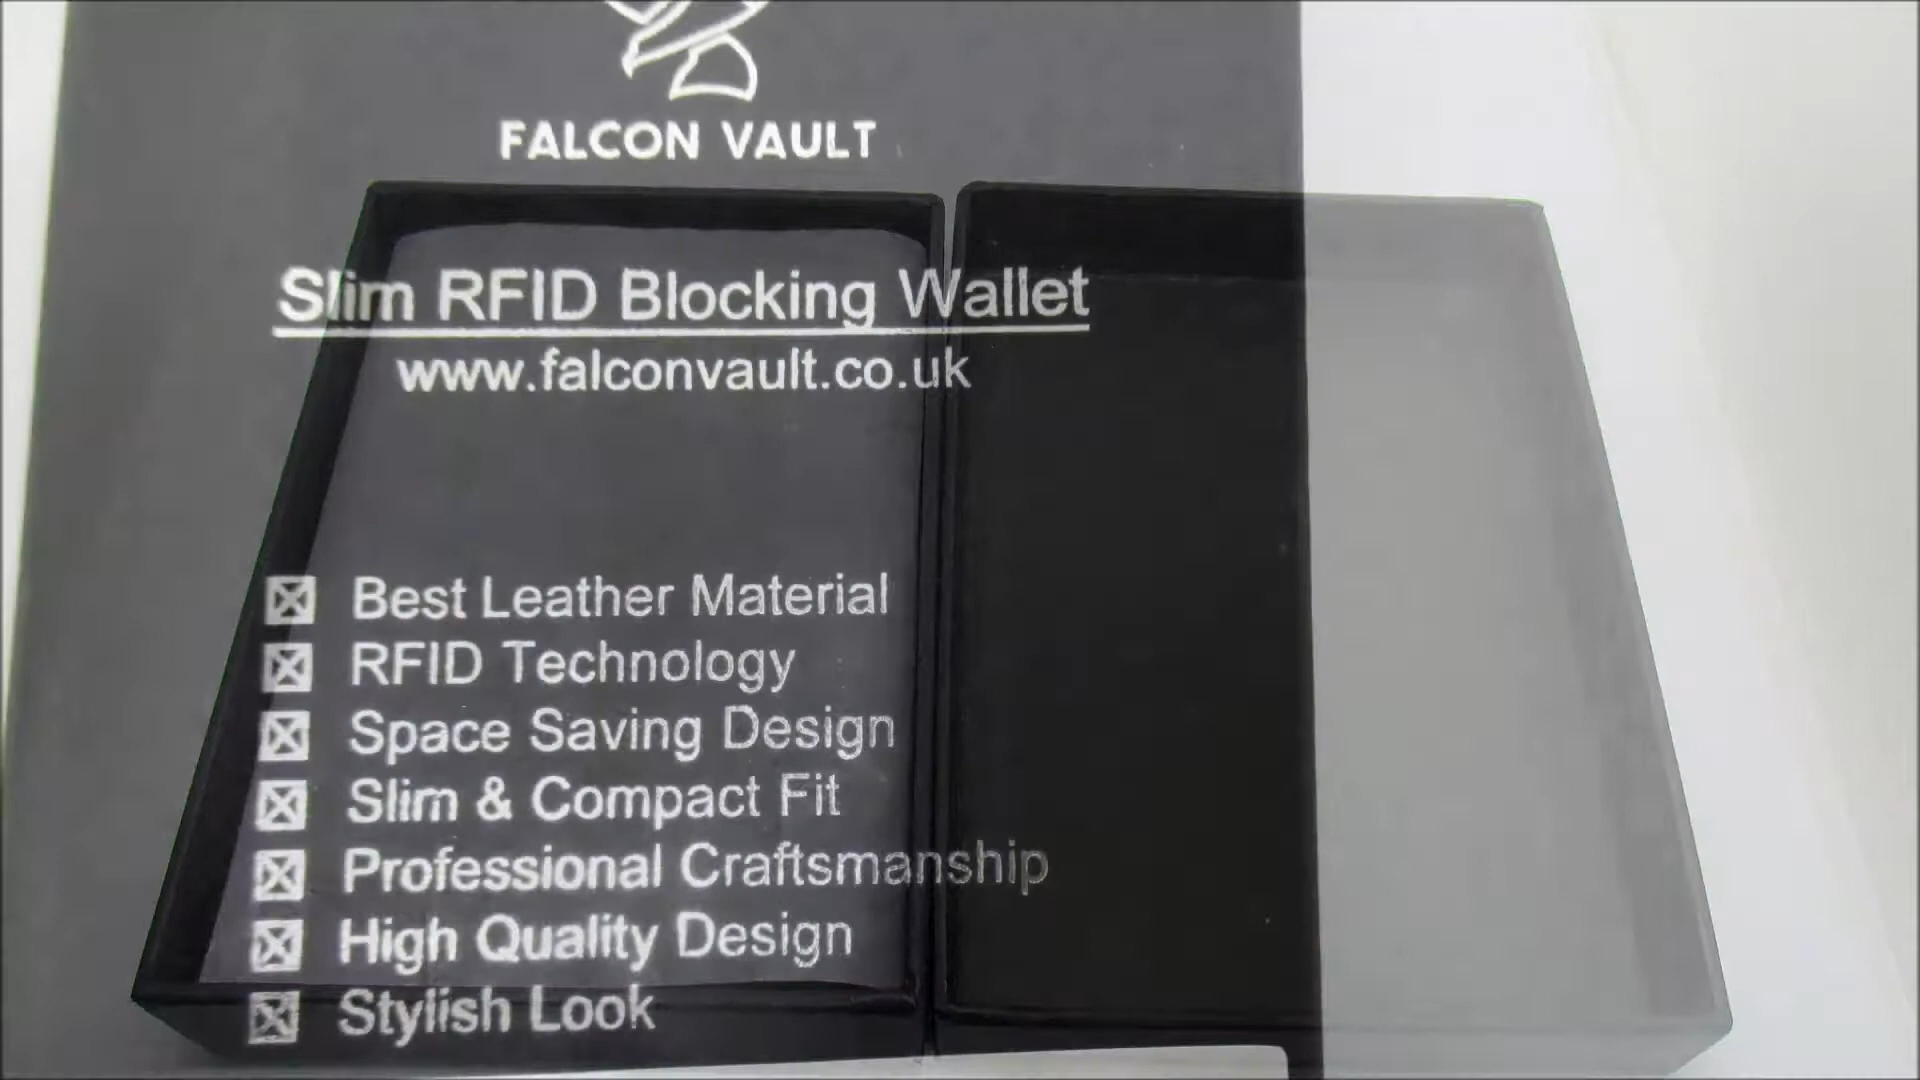 FALCON VAULT
Slim RFID Blocking Wallet
www.falconvault.co.uk
Best Leather Material
RFID Technology
Space Saving Design
Slim & Compact Fit
Professional Craftsmanship
High Quality Design
Stylish Look